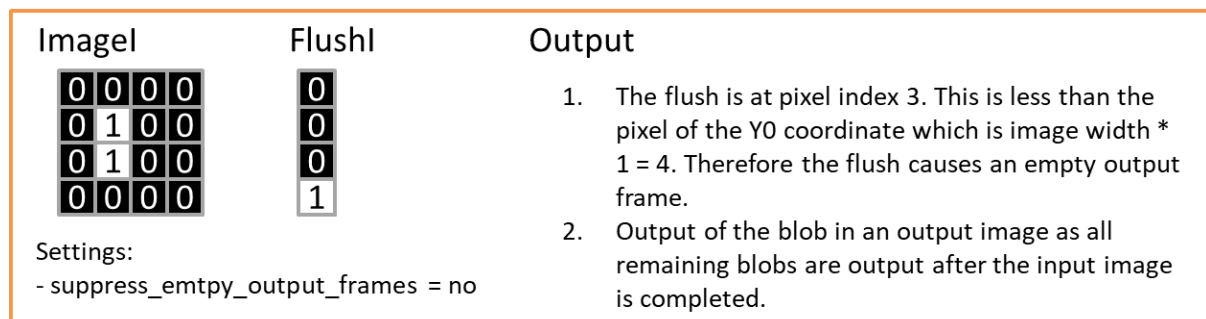 ImageI FlushI Output
0 0 0 0 0
0 1 0 0 0
0 1 0 0 0
0 0 0 0 1
Settings:
- suppress_emtpy_output_frames = no
1. The flush is at pixel index 3. This is less than the
pixel of the Y0 coordinate which is image width *
1 = 4. Therefore the flush causes an empty output
frame.
2. Output of the blob in an output image as all
remaining blobs are output after the input image
is completed.